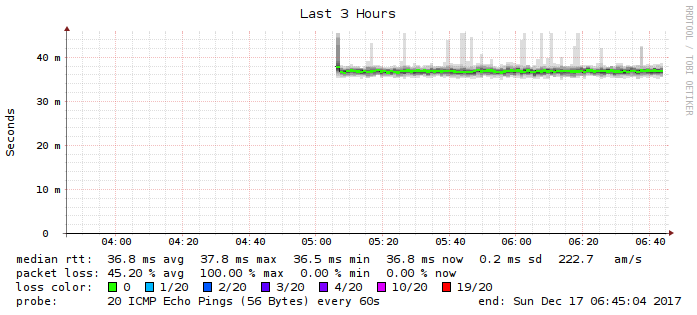 Last 3 Hours
RRDTOOL / TOBI OETIKER
Seconds
40 m
30 m
20 m
10 m
0
04:00 04:20 04:40 05:00 05:20 05:40 06:00 06:20 06:40
median rtt: 36.8 ms avg 37.8 ms max 36.5 ms min 36.8 ms now 0.2 ms sd 222.7 am/s
packet loss: 45.20 % avg 100.00 % max 0.00 % min 0.00 % now
loss color: 0 1/20 2/20 3/20 4/20 10/20 19/20
probe: 20 ICMP Echo Pings (56 Bytes) every 60s end: Sun Dec 17 06:45:04 2017